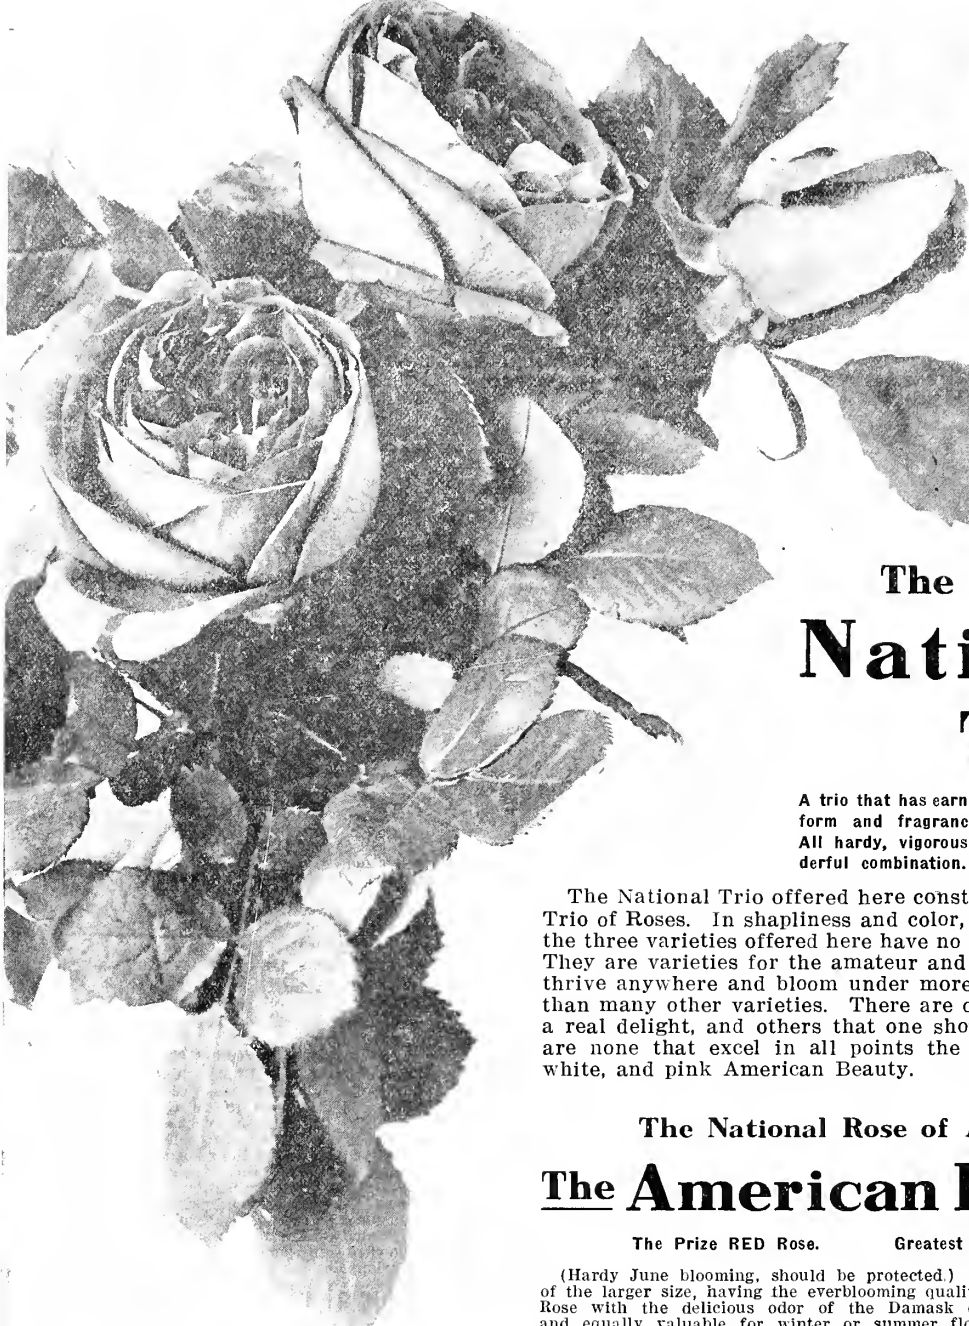 The
Nati
A trio that has earn
form and fragranc
All hardy, vigorous
derful combination.
The National Trio offered here const
Trio of Roses. In shapliness and color,
the three varieties offered here have no
They are varieties for the amateur and
thrive anywhere and bloom under more
than many other varieties. There are
a real delight, and others that one sho
are none that excel in all points the
white, and pink American Beauty.
The National Rose of
The American
The Prize RED Rose. Greatest
(Hardy June blooming, should be protected.)
of the larger size, having the everblooming quali
Rose with the delicious odor of the Damask
and equally valuable for winter or summer flo